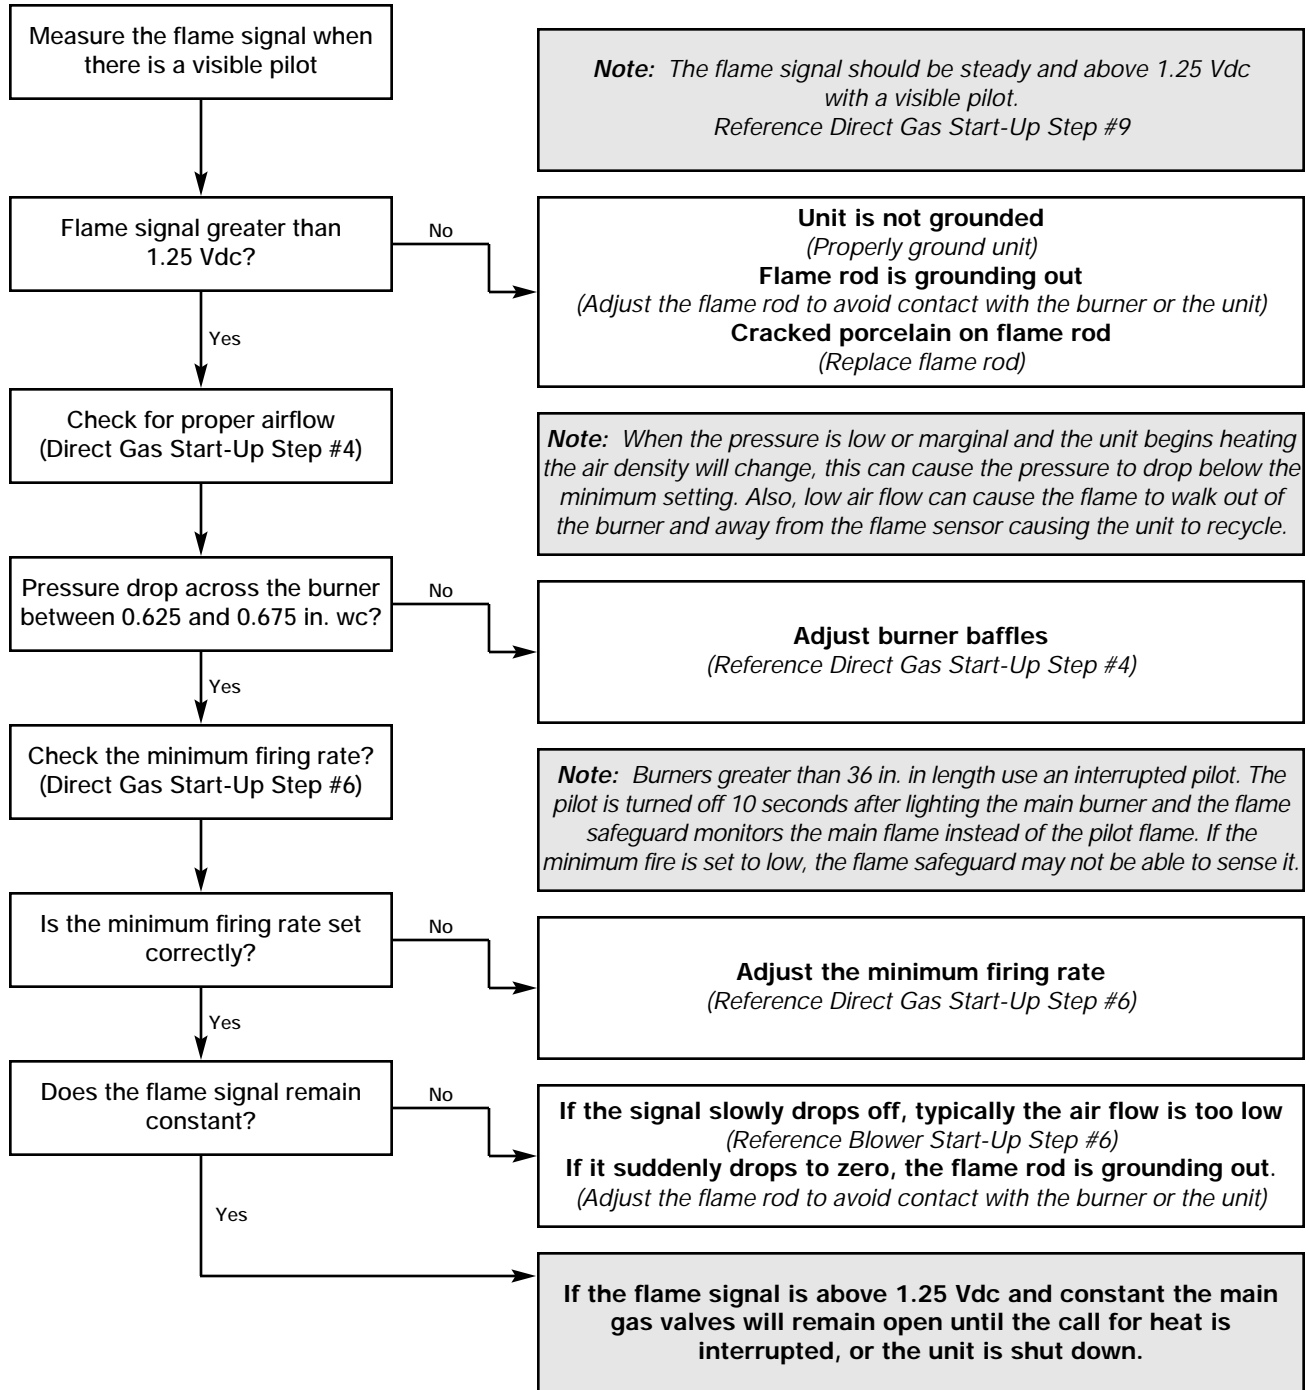 Measure the flame signal when
there is a visible pilot
Note: The flame signal should be steady and above 1.25 Vdc
with a visible pilot.
Reference Direct Gas Start-Up Step #9
Flame signal greater than
1.25 Vdc?
No
Unit is not grounded
(Properly ground unit)
Flame rod is grounding out
(Adjust the flame rod to avoid contact with the burner or the unit)
Cracked porcelain on flame rod
(Replace flame rod)
Yes
Check for proper airflow
(Direct Gas Start-Up Step #4)
Note: When the pressure is low or marginal and the unit begins heating
the air density will change, this can cause the pressure to drop below the
minimum setting. Also, low air flow can cause the flame to walk out of
the burner and away from the flame sensor causing the unit to recycle.
Pressure drop across the burner
between 0.625 and 0.675 in. wc?
No
Adjust burner baffles
(Reference Direct Gas Start-Up Step #4)
Yes
Check the minimum firing rate?
(Direct Gas Start-Up Step #6)
Note: Burners greater than 36 in. in length use an interrupted pilot. The
pilot is turned off 10 seconds after lighting the main burner and the flame
safeguard monitors the main flame instead of the pilot flame. If the
minimum fire is set to low, the flame safeguard may not be able to sense it.
Is the minimum firing rate set
correctly?
No
Adjust the minimum firing rate
(Reference Direct Gas Start-Up Step #6)
Yes
Does the flame signal remain
constant?
No
If the signal slowly drops off, typically the air flow is too low
(Reference Blower Start-Up Step #6)
If it suddenly drops to zero, the flame rod is grounding out.
(Adjust the flame rod to avoid contact with the burner or the unit)
Yes
If the flame signal is above 1.25 Vdc and constant the main
gas valves will remain open until the call for heat is
interrupted, or the unit is shut down.